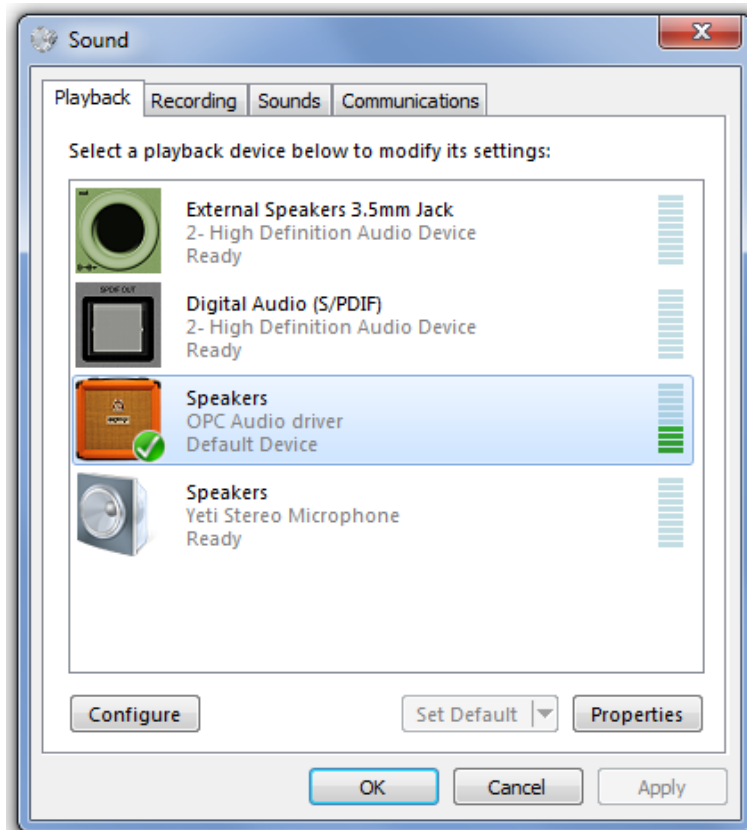 Sound
Playback Recording Sounds Communications
Select a playback device below to modify its settings:
External Speakers 3.5mm Jack
2- High Definition Audio Device
Ready
SPDIF OUT
Digital Audio (S/PDIF)
2- High Definition Audio Device
Ready
Speakers
OPC Audio driver
Default Device
Speakers
Yeti Stereo Microphone
Ready
Configure Set Default Properties
OK Cancel Apply